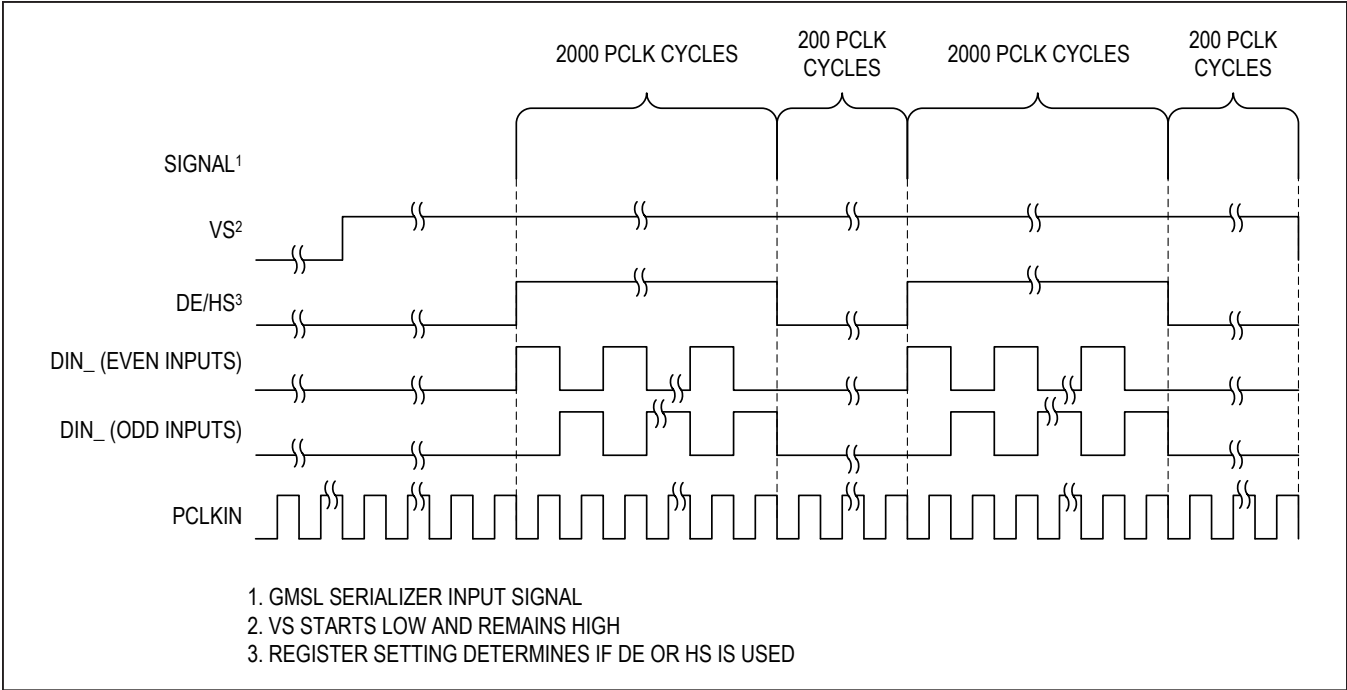 2000 PCLK CYCLES
200 PCLK
CYCLES
2000 PCLK CYCLES
200 PCLK
CYCLES
SIGNAL¹
VS²
DE/HS³
DIN_ (EVEN INPUTS)
DIN_ (ODD INPUTS)
PCLKIN
1. GMSL SERIALIZER INPUT SIGNAL
2. VS STARTS LOW AND REMAINS HIGH
3. REGISTER SETTING DETERMINES IF DE OR HS IS USED